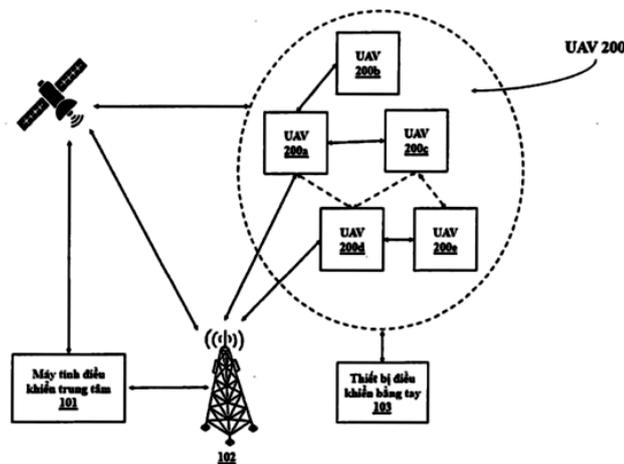 UAV
200b
UAV 200
UAV
200a
UAV
200c
UAV
200d
UAV
200e
Máy tính điều
khiển trung tâm
101
102
Thiết bị điều
khiển bằng tay
103